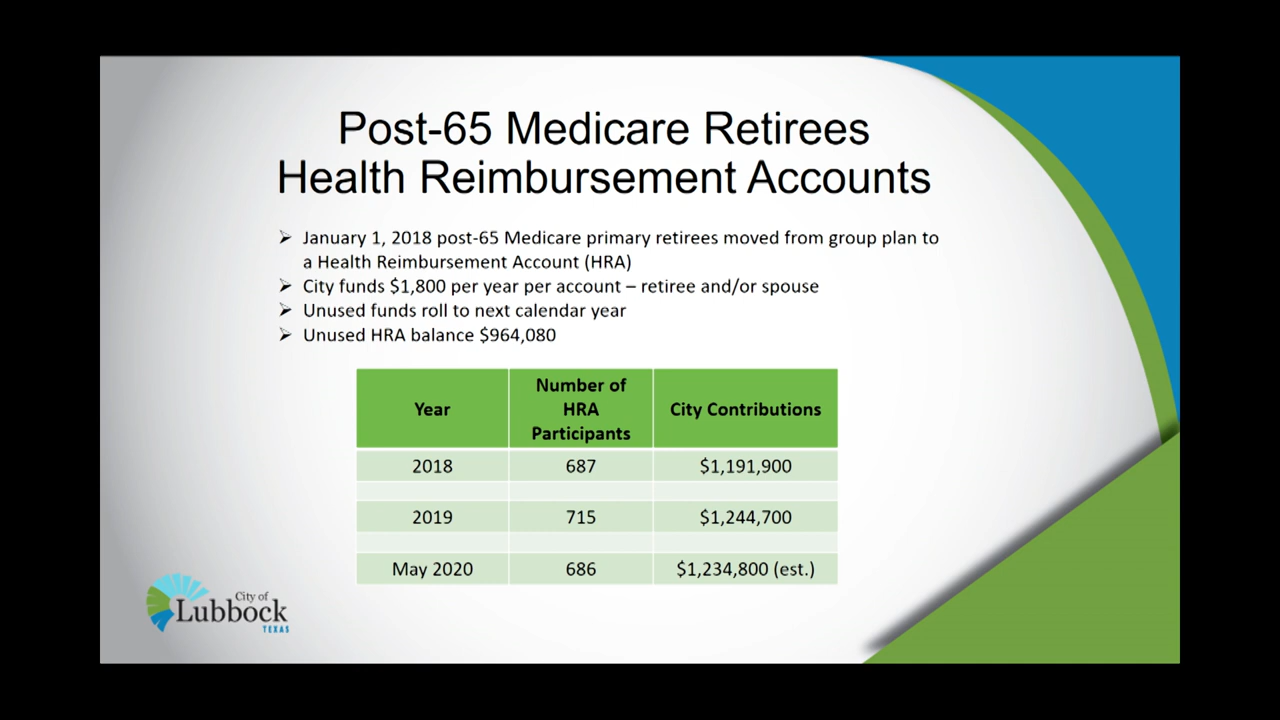 Post-65 Medicare Retirees
Health Reimbursement Accounts
➢ January 1, 2018 post-65 Medicare primary retirees moved from group plan to
a Health Reimbursement Account (HRA)
➢ City funds $1,800 per year per account – retiree and/or spouse
➢ Unused funds roll to next calendar year
➢ Unused HRA balance $964,080
Year
Number of
HRA
Participants
City Contributions
2018 687 $1,191,900
2019 715 $1,244,700
May 2020 686 $1,234,800 (est.)
City of
Lubbock
TEXAS